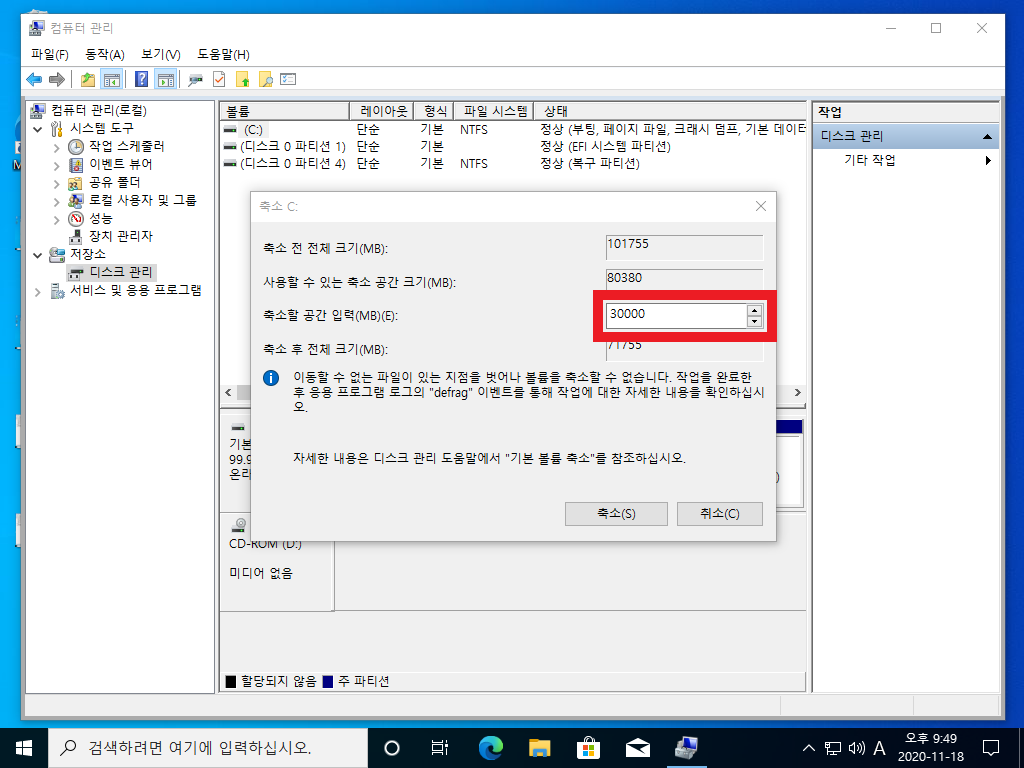 컴퓨터 관리
파일(F) 동작(A) 보기(V) 도움말(H)
컴퓨터 관리(로컬)
시스템 도구
작업 스케줄러
이벤트 뷰어
공유 폴더
로컬 사용자 및 그룹
성능
장치 관리자
저장소
디스크 관리
서비스 및 응용 프로그램
볼륨 레이아웃 형식 파일 시스템 상태
(C:) 단순 기본 NTFS 정상 (부팅, 페이지 파일, 크래시 덤프, 기본 데이터
(디스크 0 파티션 1) 단순 기본 정상 (EFI 시스템 파티션)
(디스크 0 파티션 4) 단순 기본 NTFS 정상 (복구 파티션)
작업
디스크 관리
기타 작업
축소 C:
축소 전 전체 크기(MB): 101755
사용할 수 있는 축소 공간 크기(MB): 80380
축소할 공간 입력(MB)(E): 30000
축소 후 전체 크기(MB): 71755
이동할 수 없는 파일이 있는 지점을 벗어나 볼륨을 축소할 수 없습니다. 작업을 완료한
후 응용 프로그램 로그의 "defrag" 이벤트를 통해 작업에 대한 자세한 내용을 확인하십시
오.
자세한 내용은 디스크 관리 도움말에서 "기본 볼륨 축소"를 참조하십시오.
축소(S) 취소(C)
기본
99.9
온라
)
CD-ROM (D:)
미디어 없음
할당되지 않음 주 파티션
검색하려면 여기에 입력하십시오.
A
오후 9:49
2020-11-18